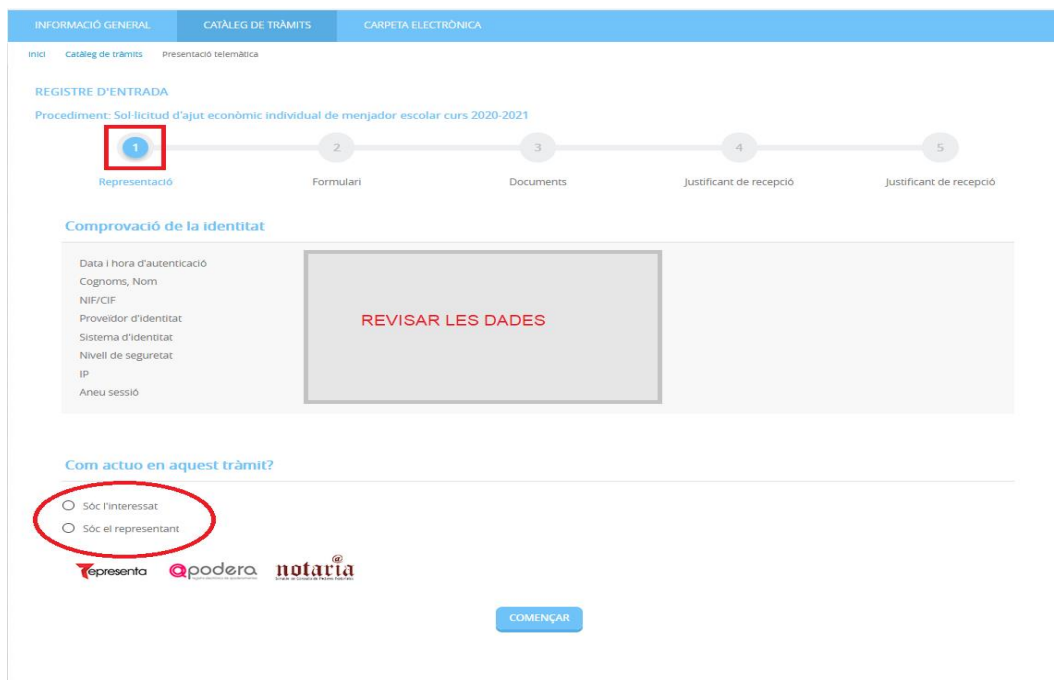 INFORMACIÓ GENERAL CATÀLEG DE TRÀMITS CARPETA ELECTRÒNICA
Inici Catàleg de tràmits Presentació telemàtica
REGISTRE D'ENTRADA
Procediment: Sol·licitud d'ajut econòmic individual de menjador escolar curs 2020-2021
1 2 3 4 5
Representació Formulari Documents Justificant de recepció Justificant de recepció
Comprovació de la identitat
Data i hora d'autenticació
Cognoms, Nom
NIF/CIF
Proveïdor d'identitat
Sistema d'identitat
Nivell de seguretat
IP
Aneu sessió
REVISAR LES DADES
Com actuo en aquest tràmit?
Sóc l'interessat
Sóc el representant
Representa @podera notaria
COMENÇAR